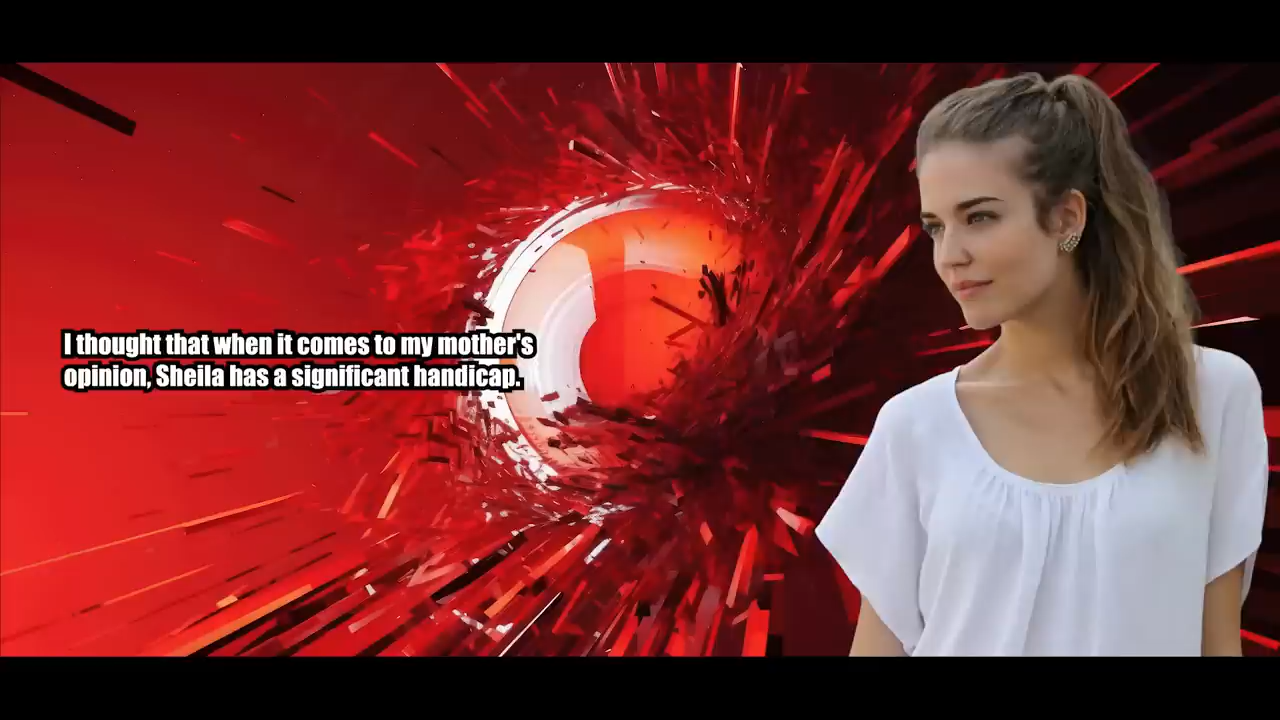 I thought that when it comes to my mother's
opinion, Sheila has a significant handicap.